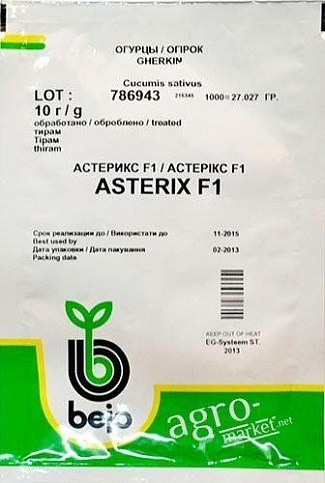 ОГУРЦЫ / ОГІРОК
GHERKIN
Cucumis sativus
LOT : 786943 216345 1000=27.027 ГР.
10 г / g
обработано / оброблено / treated
тирам
Тірам
thiram
АСТЕРИКС F1 / АСТЕРІКС F1
ASTERIX F1
Срок реализации до / Використати до 11-2015
Best used by
Дата упаковки / Дата пакування 02-2013
Packing date
KEEP OUT OF HEAT
EG-Systeem ST.
2013
bejo
agro-
market.net